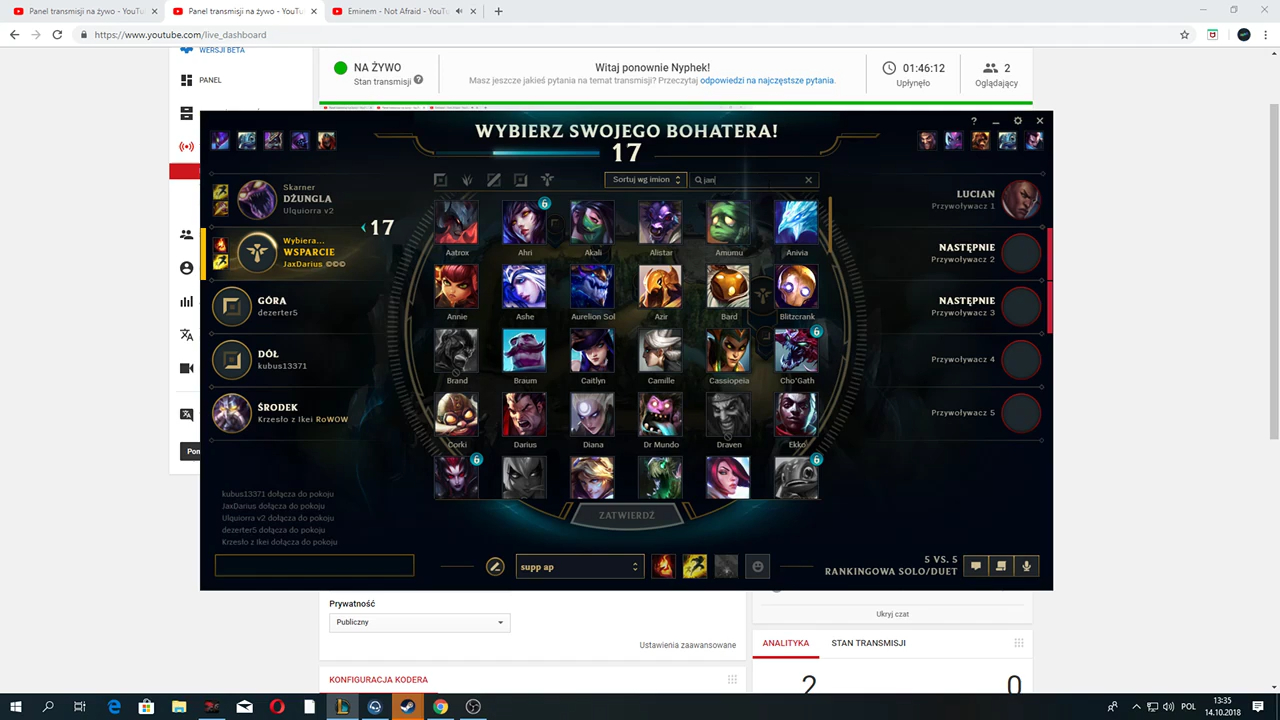 Panel transmisji na żywo - YouTu
Panel transmisji na żywo - YouTu
Eminem - Not Afraid - YouTu
https://www.youtube.com/live_dashboard
WERSJI BETA
PANEL
NA ŻYWO
Stan transmisji
Witaj ponownie Nyphek!
Masz jeszcze jakieś pytania na temat transmisji? Przeczytaj odpowiedzi na najczęstsze pytania.
01:46:12
Upłynęło
2
Oglądający
WYBIERZ SWOJEGO BOHATERA!
17
Sortuj wg imion
jan
Skarner
DŻUNGLA
Ulquiorra v2
17
Wybiera...
WSPARCIE
JaxDarius
GÓRA
dezerterS
DÓŁ
kubus13371
ŚRODEK
Krzesło z Ikei RoWOW
Aatrox
Ahri
6
Akali
Alistar
Amumu
Anivia
Annie
Ashe
Aurelion Sol
Azir
Bard
Blitzcrank
Brand
Braum
Caitlyn
Camille
Cassiopeia
Cho'Gath
6
Corki
Darius
Diana
Dr Mundo
Draven
Ekko
6
6
LUCIAN
Przywoływacz 1
NASTĘPNIE
Przywoływacz 2
NASTĘPNIE
Przywoływacz 3
Przywoływacz 4
Przywoływacz 5
kubus13371 dołącza do pokoju
JaxDarius dołącza do pokoju
Ulquiorra v2 dołącza do pokoju
dezerterS dołącza do pokoju
Krzesło z Ikei dołącza do pokoju
ZATWIERDŹ
supp ap
5 VS. 5
RANKINGOWA SOLO/DUET
Pon
Prywatność
Publiczny
Ustawienia zaawansowane
KONFIGURACJA KODERA
Ukryj czat
ANALITYKA
STAN TRANSMISJI
2
0
POL
13:35
14.10.2018